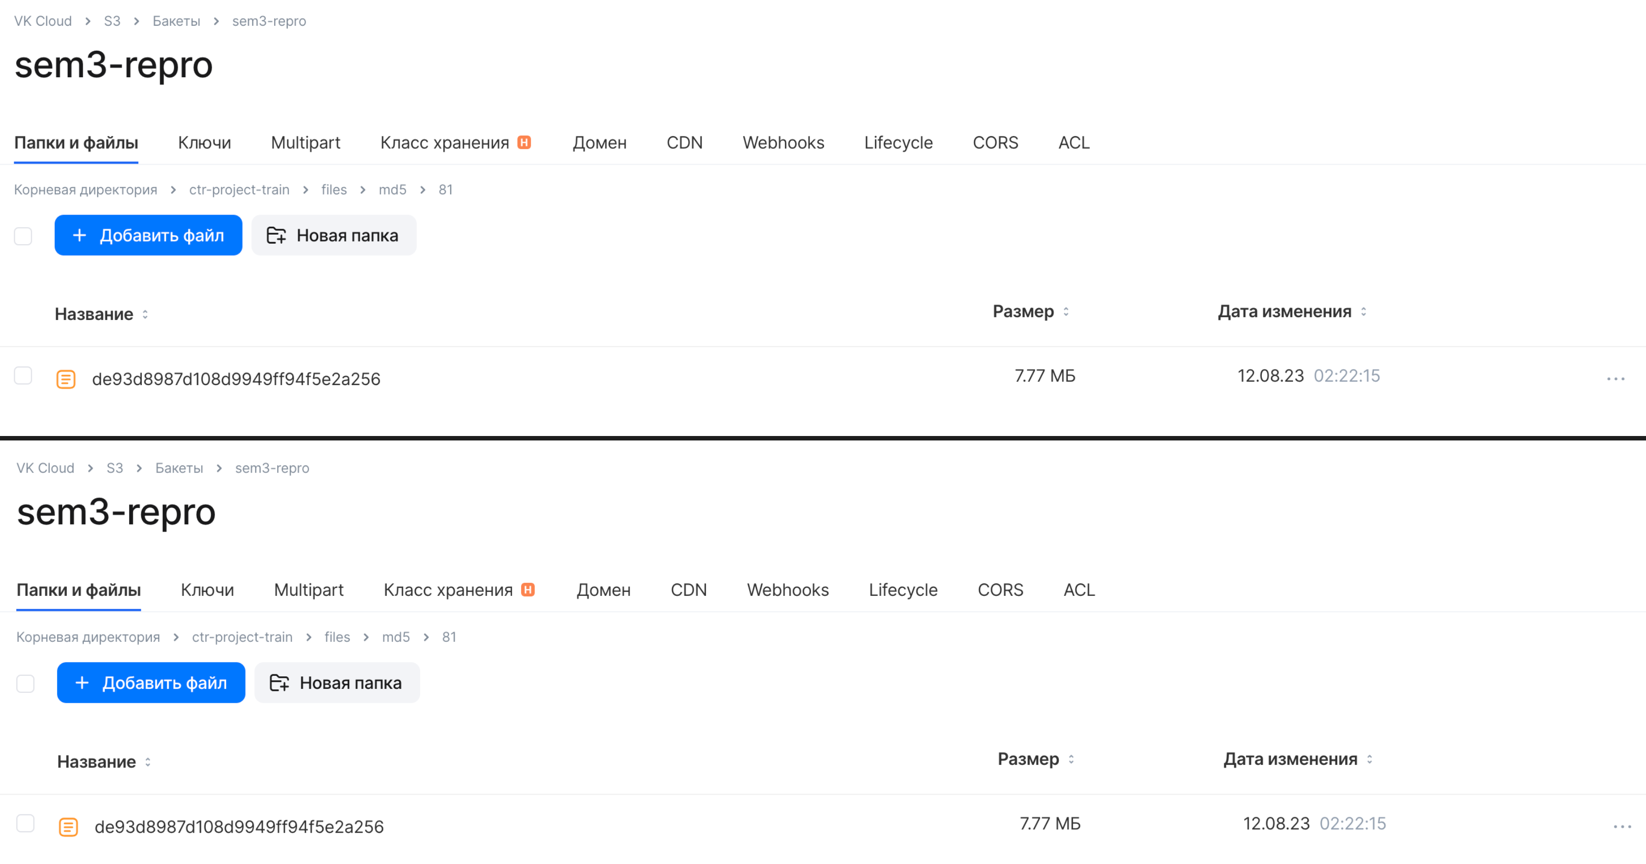 VK Cloud > S3 > Бакеты > sem3-repro
sem3-repro
Папки и файлы Ключи Multipart Класс хранения H Домен CDN Webhooks Lifecycle CORS ACL
Корневая директория > ctr-project-train > files > md5 > 81
+ Добавить файл Новая папка
Название Размер Дата изменения
de93d8987d108d9949ff94f5e2a256 7.77 МБ 12.08.23 02:22:15 ...
VK Cloud > S3 > Бакеты > sem3-repro
sem3-repro
Папки и файлы Ключи Multipart Класс хранения H Домен CDN Webhooks Lifecycle CORS ACL
Корневая директория > ctr-project-train > files > md5 > 81
+ Добавить файл Новая папка
Название Размер Дата изменения
de93d8987d108d9949ff94f5e2a256 7.77 МБ 12.08.23 02:22:15 ...